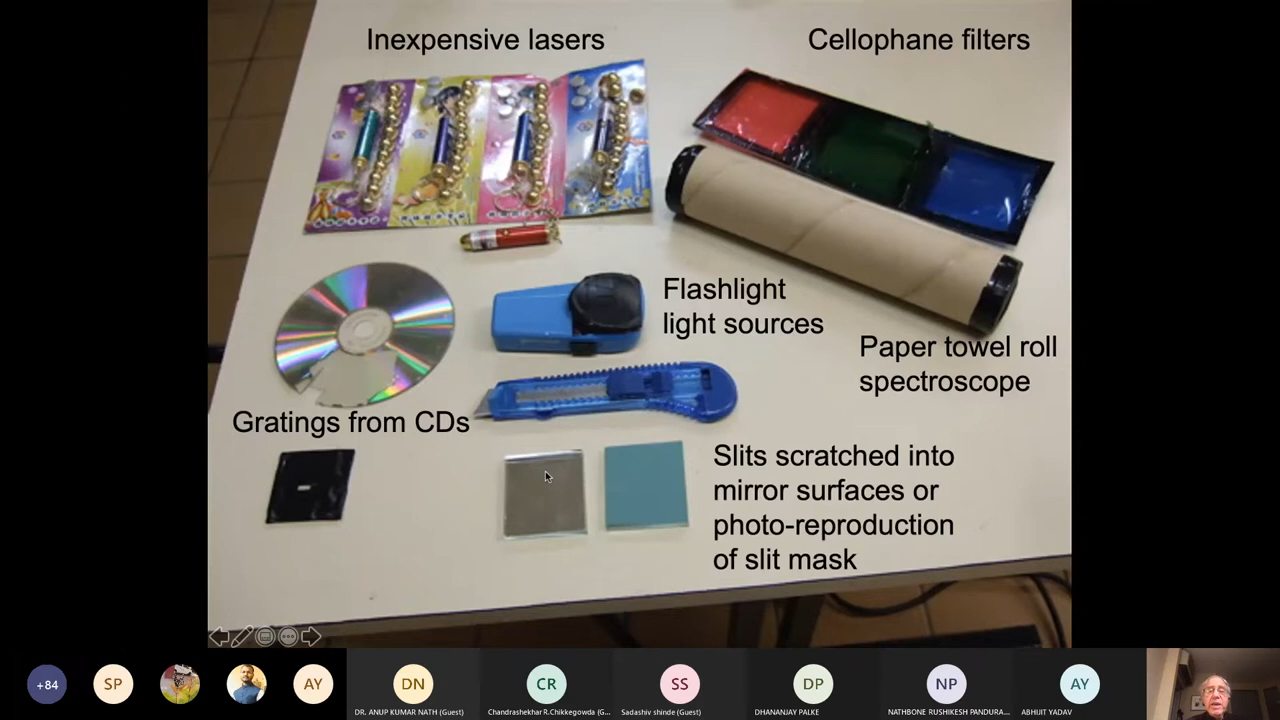 Inexpensive lasers
Cellophane filters
Flashlight
light sources
Paper towel roll
spectroscope
Gratings from CDs
Slits scratched into
mirror surfaces or
photo-reproduction
of slit mask
+84
SP
AY
DN
CR
SS
DP
NP
AY
DR. ANUP KUMAR NATH (Guest)
Chandrashekhar R.Chikkegowda (G...
Sadashiv shinde (Guest)
DHANANJAY PALKE
NATHBONE RUSHIKESH PANDURA...
ABHIJIT YADAV